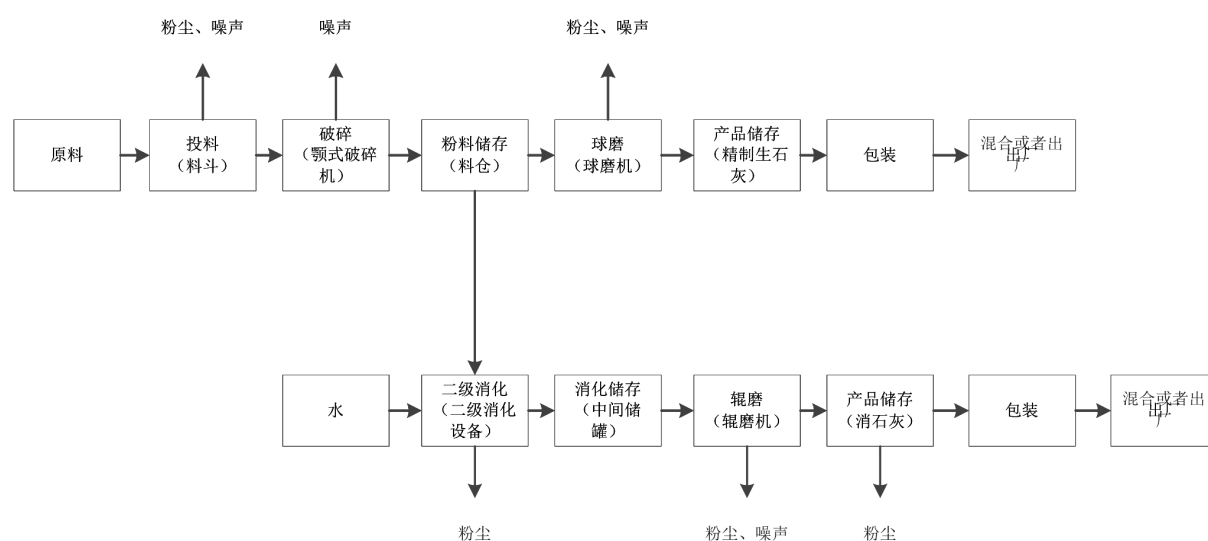 粉尘、噪声
噪声
粉尘、噪声
原料
投料
（料斗）
破碎
（颚式破碎
机）
粉料储存
（料仓）
球磨
（球磨机）
产品储存
（精制生石
灰）
包装
混合或者出
水
二级消化
（二级消化
设备）
消化储存
（中间储
罐）
辊磨
（辊磨机）
产品储存
（消石灰）
包装
混合或者出
粉尘
粉尘、噪声
粉尘